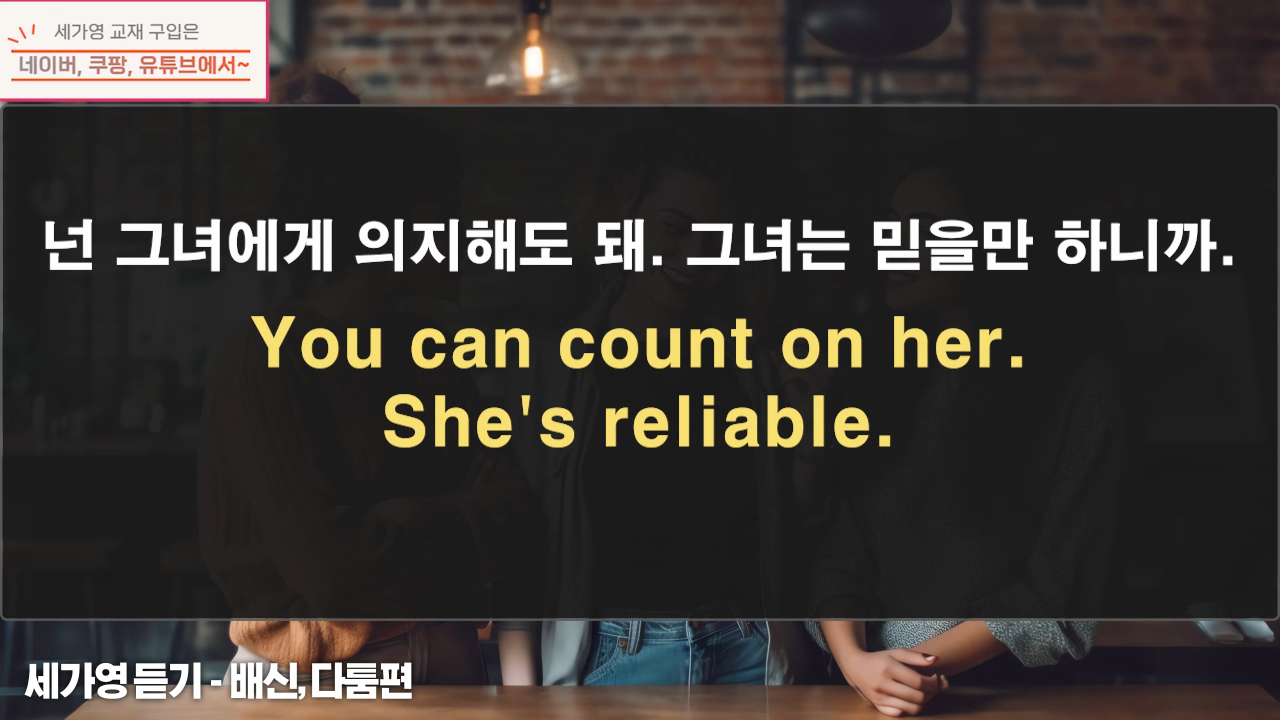 세가영 교재 구입은
네이버, 쿠팡, 유튜브에서~
넌 그녀에게 의지해도 돼. 그녀는 믿을만 하니까.
You can count on her.
She's reliable.
세가영 듣기 - 배신, 다툼편